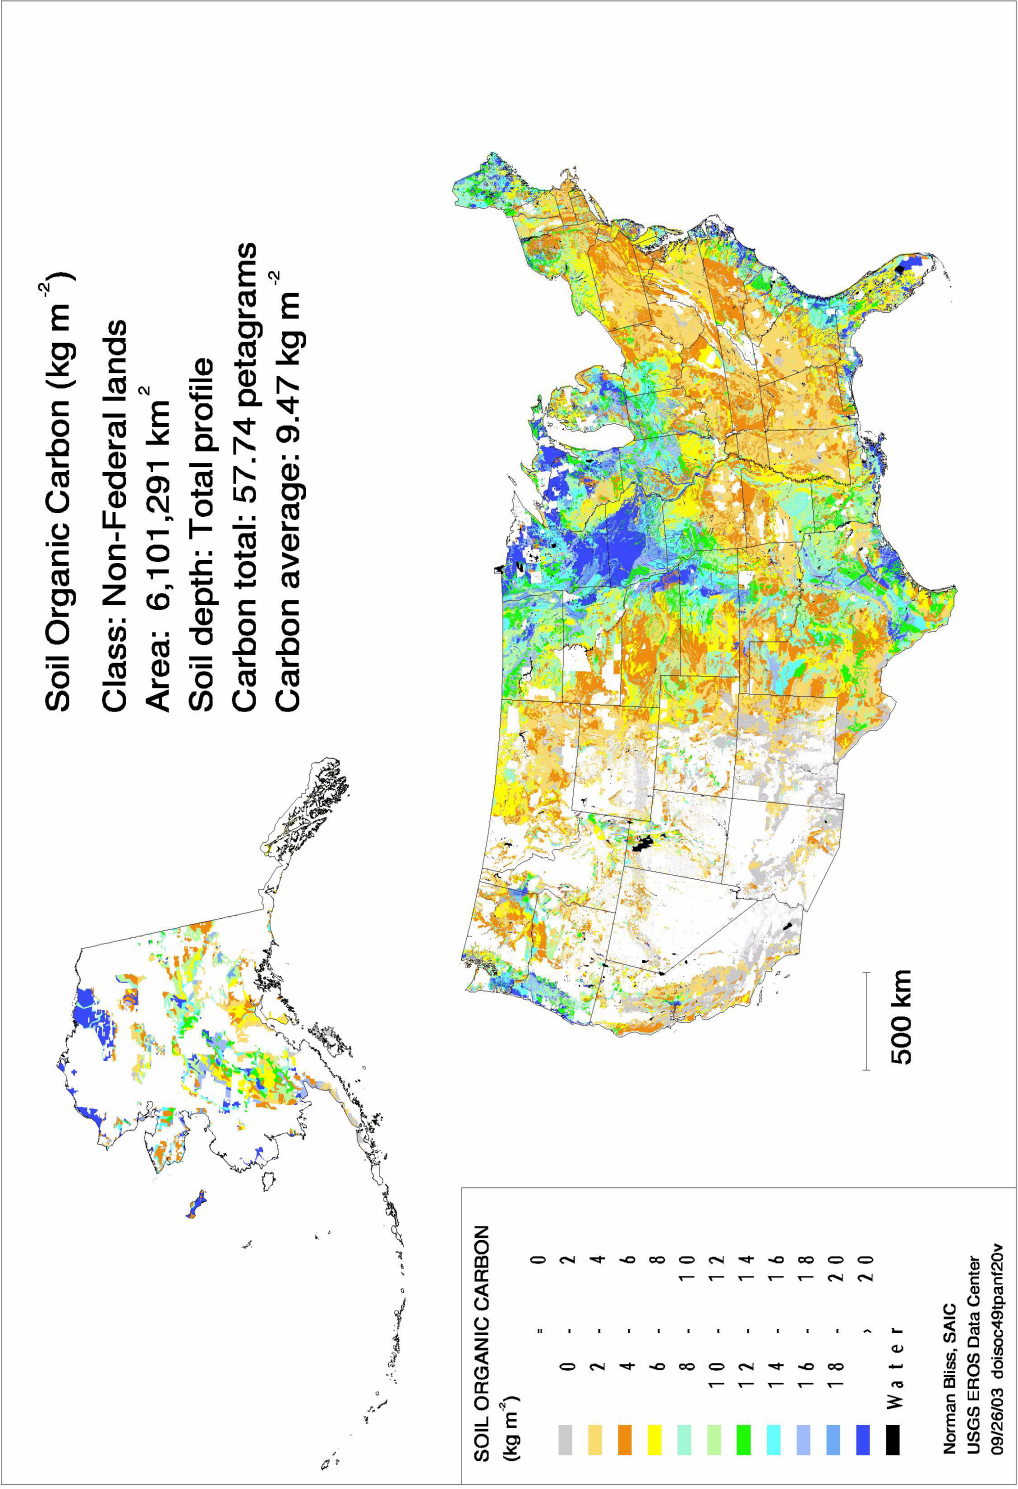 Soil Organic Carbon (kg m⁻²)
Class: Non-Federal lands
Area: 6,101,291 km²
Soil depth: Total profile
Carbon total: 57.74 petagrams
Carbon average: 9.47 kg m⁻²
500 km
SOIL ORGANIC CARBON
(kg m⁻²)
= 0
0 - 2
2 - 4
4 - 6
6 - 8
8 - 10
10 - 12
12 - 14
14 - 16
16 - 18
18 - 20
> 20
Water
Norman Bliss, SAIC
USGS EROS Data Center
09/26/03 doisoc49tpanf20v